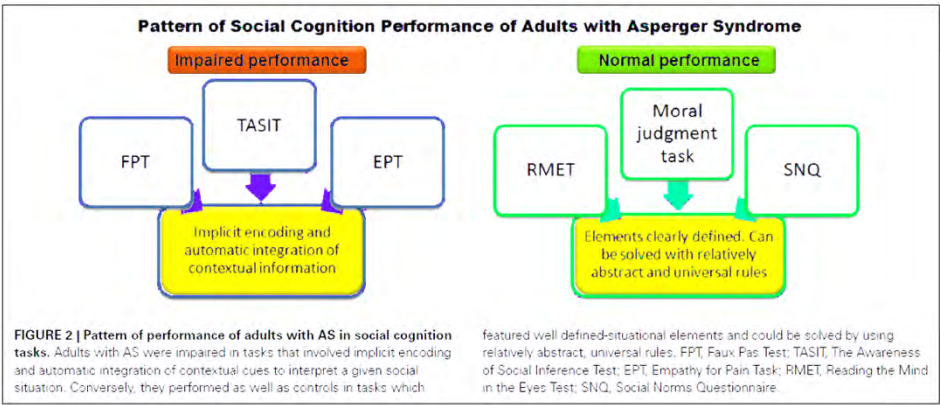 Pattern of Social Cognition Performance of Adults with Asperger Syndrome
Impaired performance
Normal performance
FPT
TASIT
EPT
Implicit encoding and
automatic integration of
contextual information
RMET
Moral
judgment
task
SNQ
Elements clearly defined. Can
be solved with relatively
abstract and universal rules
FIGURE 2 | Pattern of performance of adults with AS in social cognition
tasks. Adults with AS were impaired in tasks that involved implicit encoding
and automatic integration of contextual cues to interpret a given social
situation. Conversely, they performed as well as controls in tasks which
featured well defined-situational elements and could be solved by using
relatively abstract, universal rules. FPT, Faux Pas Test; TASIT, The Awareness
of Social Inference Test; EPT, Empathy for Pain Task; RMET, Reading the Mind
in the Eyes Test; SNQ, Social Norms Questionnaire.